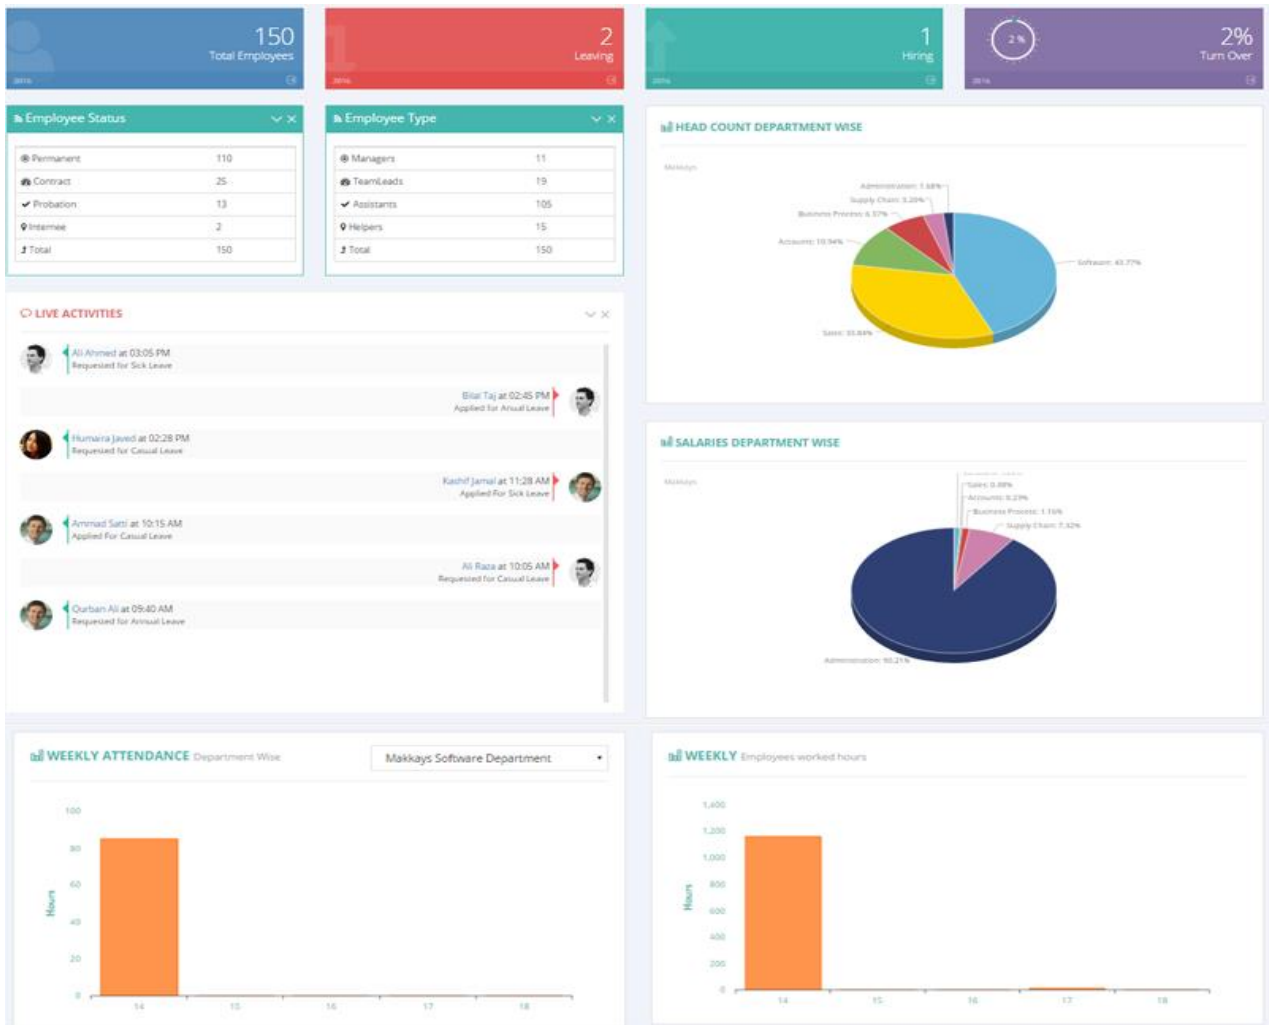 150
Total Employees
2016
2
Leaving
2016
1
Hiring
2016
2 %
2%
Turn Over
2016
Employee Status
Permanent 110
Contract 25
Probation 13
Internee 2
Total 150
Employee Type
Managers 11
TeamLeads 19
Assistants 105
Helpers 15
Total 150
HEAD COUNT DEPARTMENT WISE
Makkays
Administration: 1.68%
Supply Chain: 3.20%
Business Process: 6.57%
Accounts: 10.94%
Software: 43.77%
Sales: 33.84%
LIVE ACTIVITIES
Ali Ahmed at 03:05 PM
Requested for Sick Leave
Bilal Taj at 02:45 PM
Applied for Anual Leave
Humaira Javed at 02:28 PM
Requested for Casual Leave
Kashif Jamal at 11:28 AM
Applied For Sick Leave
Ammad Satti at 10:15 AM
Applied For Casual Leave
Ali Raza at 10:05 AM
Requested for Casual Leave
Qurban Ali at 09:40 AM
Requested for Annual Leave
SALARIES DEPARTMENT WISE
Makkays
Sales: 0.88%
Accounts: 0.23%
Business Process: 1.16%
Supply Chain: 7.32%
Administration: 90.21%
WEEKLY ATTENDANCE Department Wise
Makkays Software Department
100
80
60
40
20
0
Hours
14 15 16 17 18
WEEKLY Employees worked hours
1,400
1,200
1,000
800
600
400
200
0
Hours
14 15 16 17 18